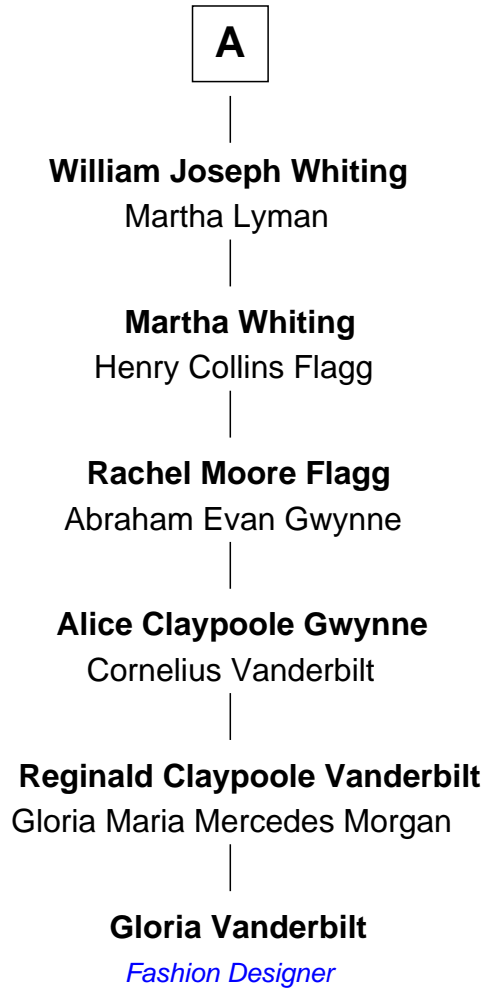 A
William Joseph Whiting
Martha Lyman
Martha Whiting
Henry Collins Flagg
Rachel Moore Flagg
Abraham Evan Gwynne
Alice Claypoole Gwynne
Cornelius Vanderbilt
Reginald Claypoole Vanderbilt
Gloria Maria Mercedes Morgan
Gloria Vanderbilt
Fashion Designer